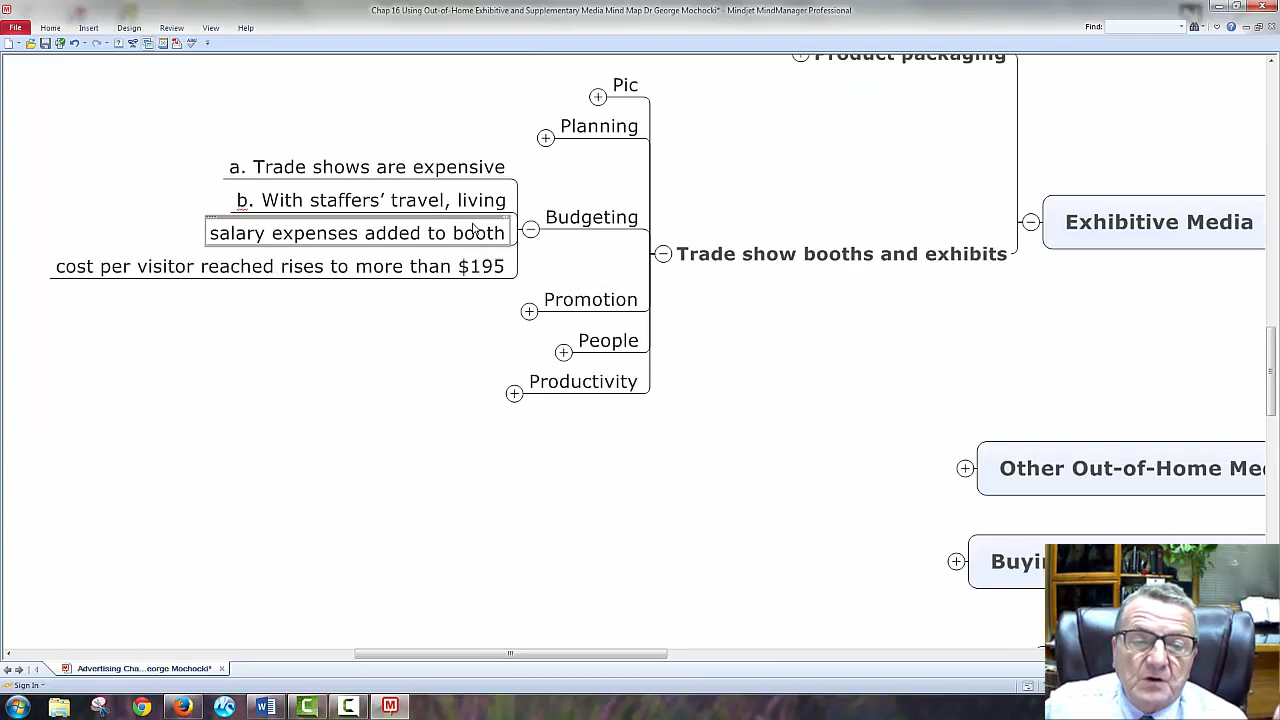 Chap 16 Using Out-of-Home Exhibitive and Supplementary Media Mind Map Dr George Mochocki* - Mindjet MindManager Professional
File Home Insert Design Review View
Find:
Product packaging
Pic
Planning
a. Trade shows are expensive
b. With staffers’ travel, living
Budgeting
salary expenses added to booth
cost per visitor reached rises to more than $195
Trade show booths and exhibits
Exhibitive Media
Promotion
People
Productivity
Other Out-of-Home Me
Buyi
Advertising Cha...eorge Mochocki*
Sign In